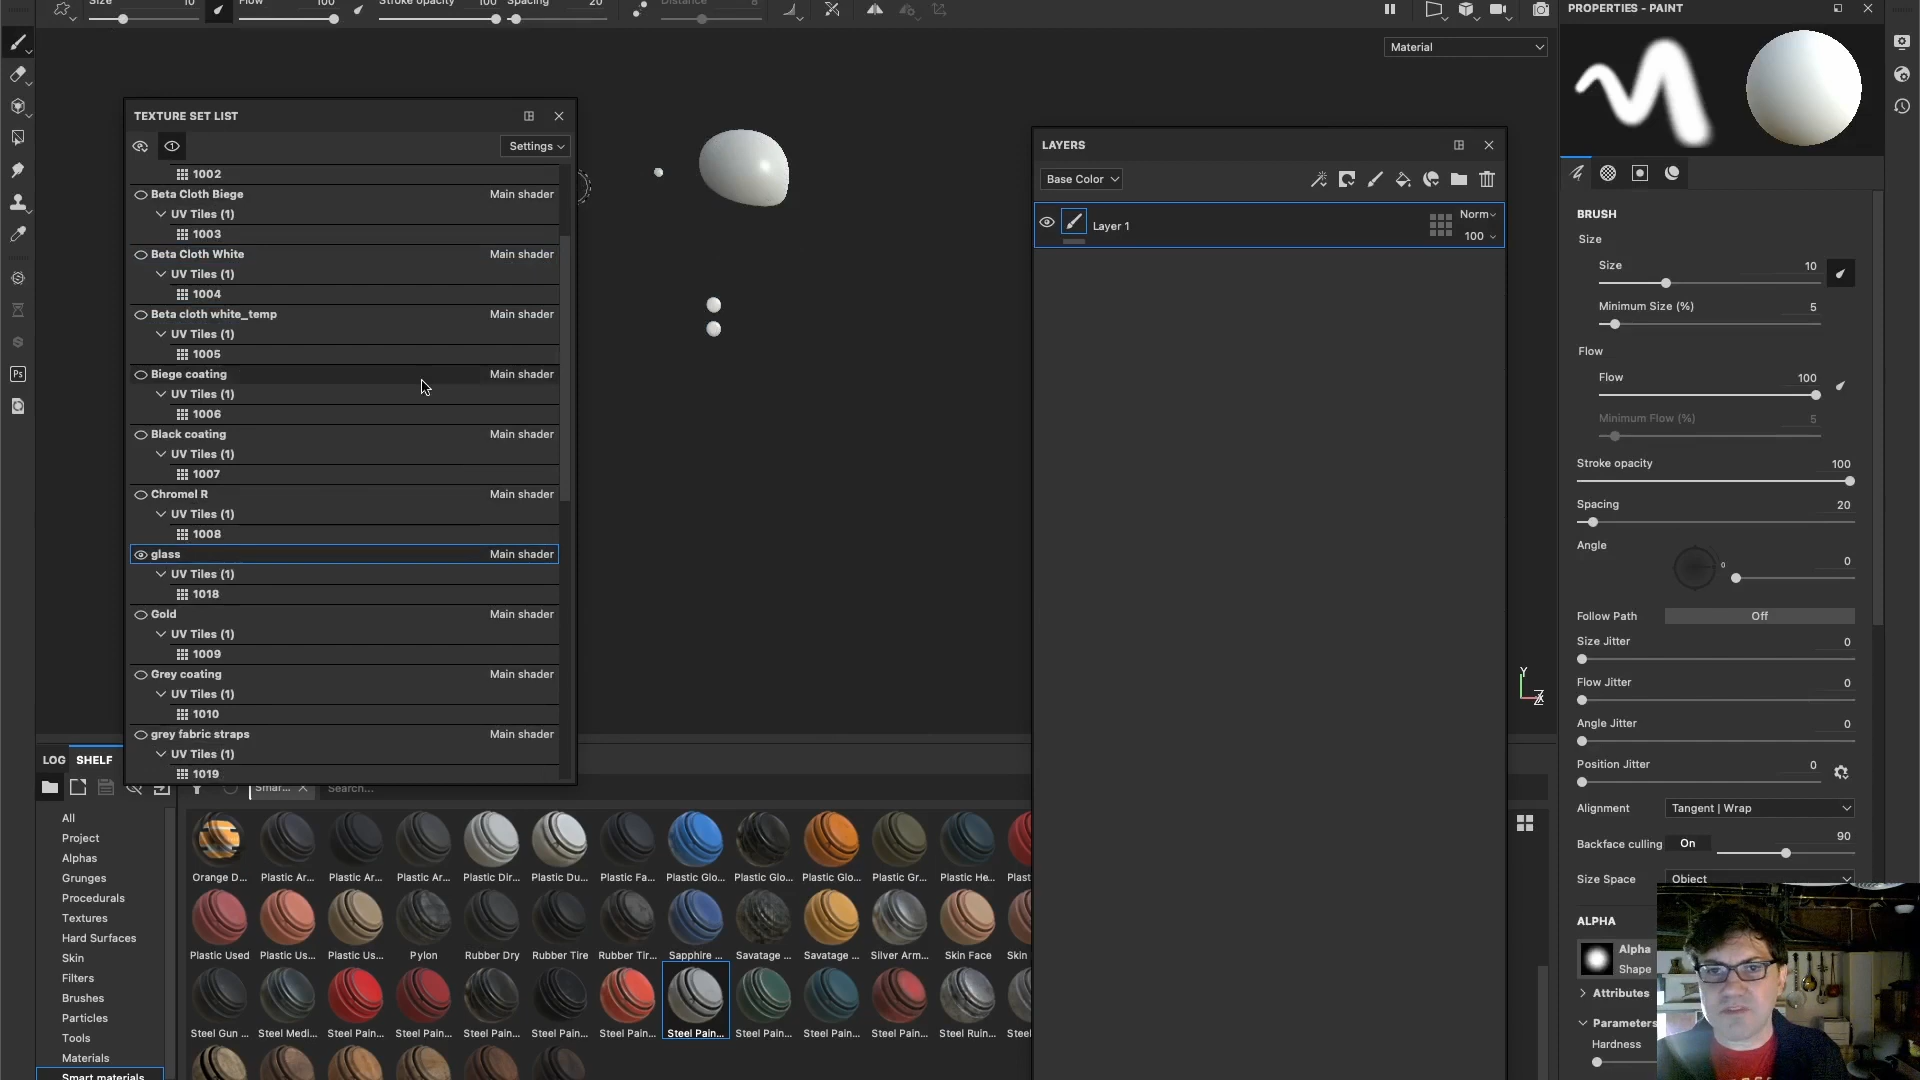 Size 10 Flow 100 Stroke opacity 100 Spacing 20 Distance 8
PROPERTIES - PAINT
Material
TEXTURE SET LIST
Settings
1002
Beta Cloth Biege Main shader
UV Tiles (1)
1003
Beta Cloth White Main shader
UV Tiles (1)
1004
Beta cloth white_temp Main shader
UV Tiles (1)
1005
Biege coating Main shader
UV Tiles (1)
1006
Black coating Main shader
UV Tiles (1)
1007
Chromel R Main shader
UV Tiles (1)
1008
glass Main shader
UV Tiles (1)
1018
Gold Main shader
UV Tiles (1)
1009
Grey coating Main shader
UV Tiles (1)
1010
grey fabric straps Main shader
UV Tiles (1)
1019
LAYERS
Base Color
Layer 1
Norm
100
Y
Z
Ps
BRUSH
Size
Size 10
Minimum Size (%) 5
Flow
Flow 100
Minimum Flow (%) 5
Stroke opacity 100
Spacing 20
Angle
0 0
Follow Path Off
Size Jitter 0
Flow Jitter 0
Angle Jitter 0
Position Jitter 0
Alignment Tangent | Wrap
Backface culling On 90
Size Space Object
ALPHA
Alpha
Shape
Attributes
Parameters
Hardness
LOG SHELF
Smar... Search...
All
Project
Alphas
Grunges
Procedurals
Textures
Hard Surfaces
Skin
Filters
Brushes
Particles
Tools
Materials
Smart materials
Orange D... Plastic Ar... Plastic Ar... Plastic Ar... Plastic Dir... Plastic Du... Plastic Fa... Plastic Glo... Plastic Glo... Plastic Glo... Plastic Gr... Plastic He... Plast
Plastic Used Plastic Us... Plastic Us... Pylon Rubber Dry Rubber Tire Rubber Tir... Sapphire ... Savatage ... Savatage ... Silver Arm... Skin Face Skin
Steel Gun ... Steel Medi... Steel Pain... Steel Pain... Steel Pain... Steel Pain... Steel Pain... Steel Pain... Steel Pain... Steel Pain... Steel Pain... Steel Ruin... Steel